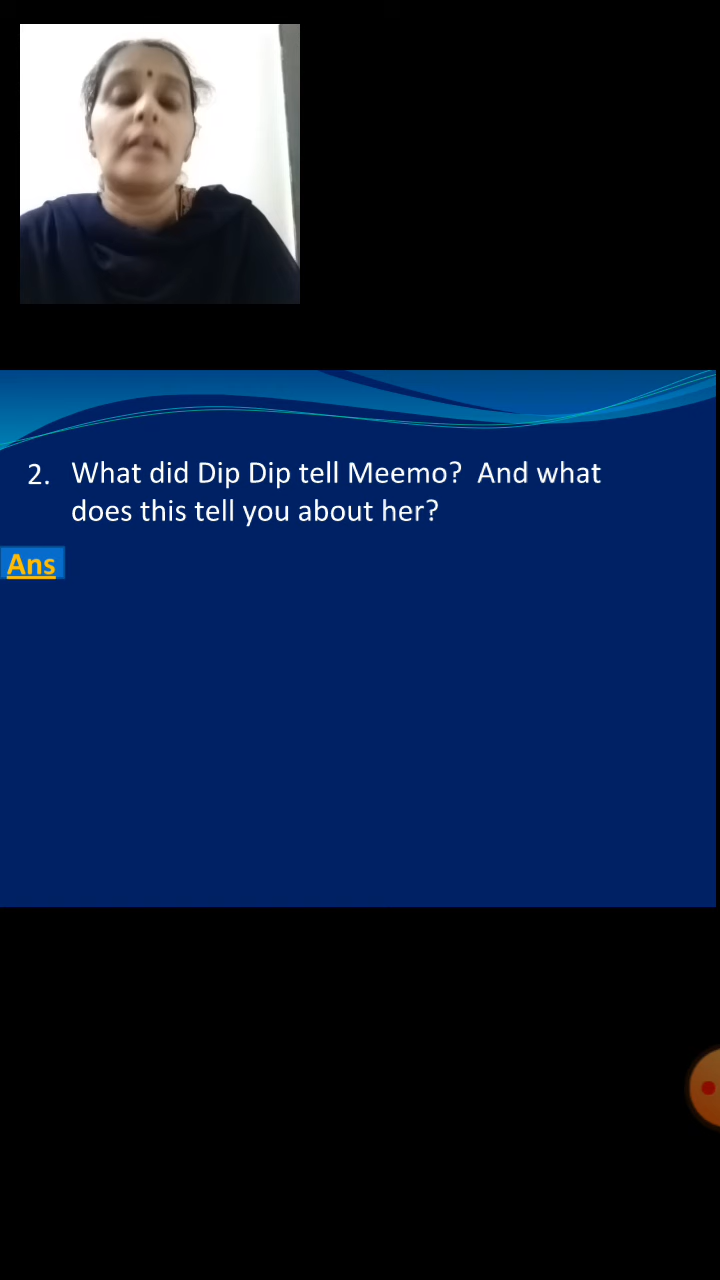 2. What did Dip Dip tell Meemo? And what
does this tell you about her?
Ans